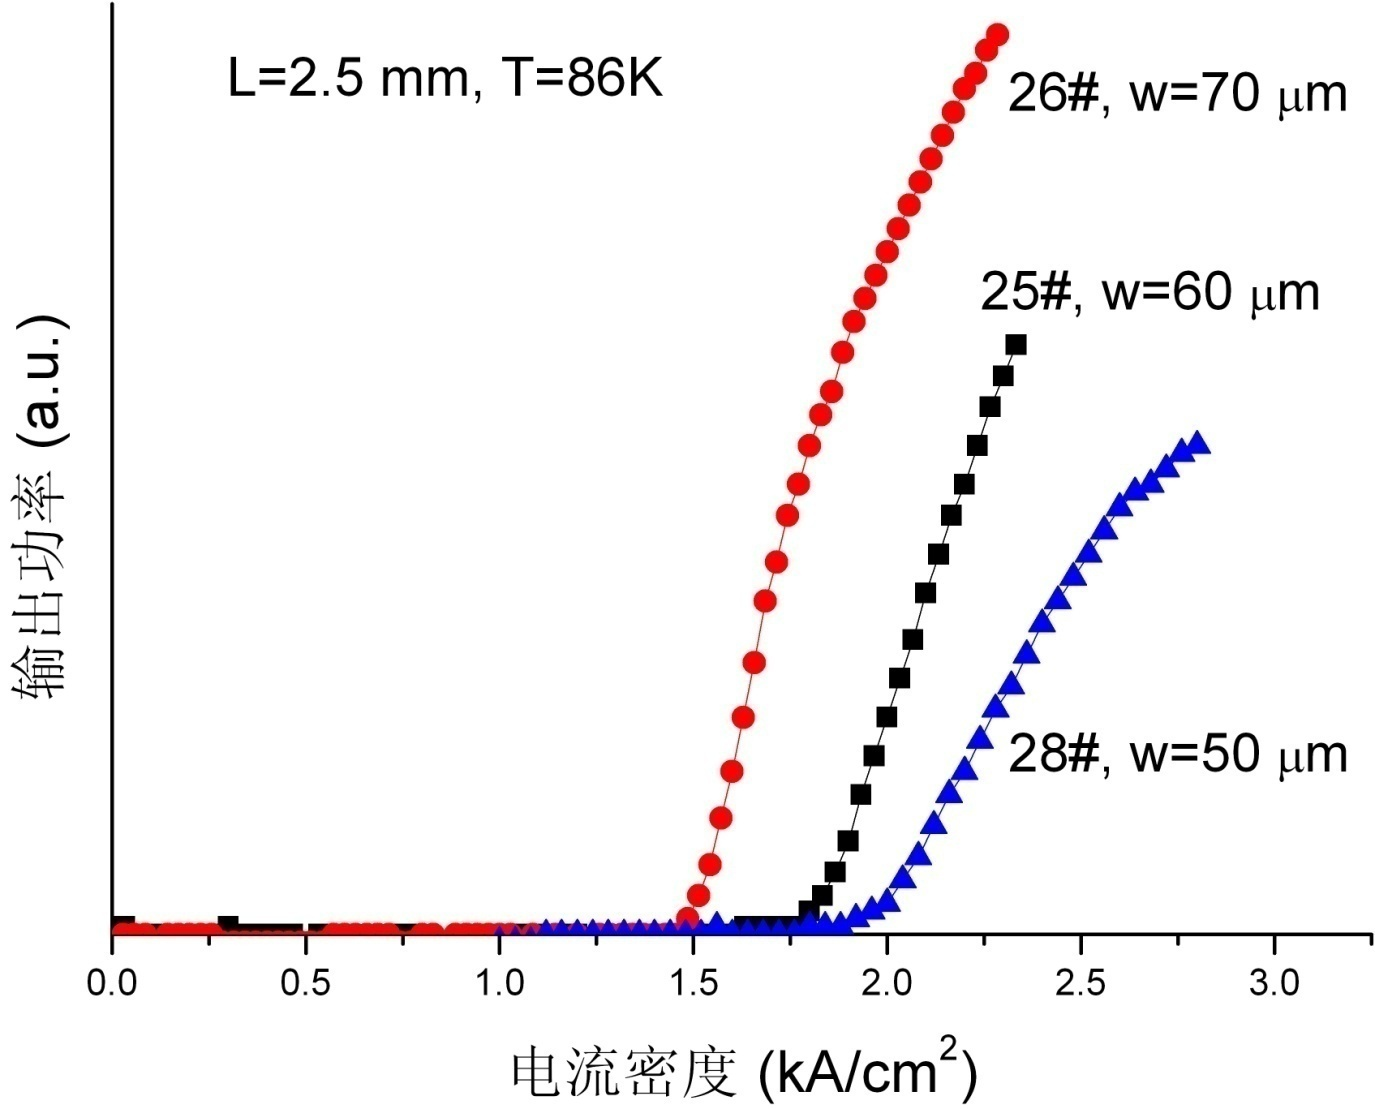 L=2.5 mm, T=86K
26#, w=70 μm
25#, w=60 μm
28#, w=50 μm
输出功率 (a.u.)
0.0 0.5 1.0 1.5 2.0 2.5 3.0
电流密度 (kA/cm²)